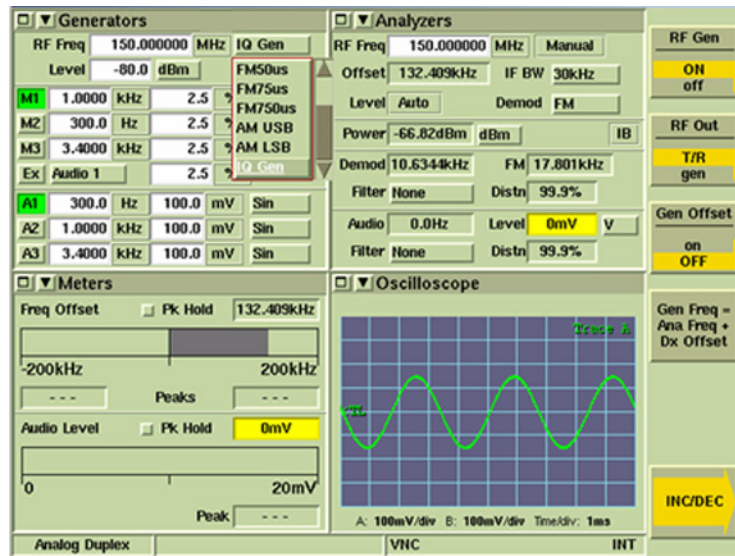 Generators
RF Freq 150.000000 MHz IQ Gen
Level -80.0 dBm
FM50us
FM75us
FM750us
AM USB
AM LSB
IQ Gen
M1 1.0000 kHz 2.5
M2 300.0 Hz 2.5
M3 3.4000 kHz 2.5
Ex Audio 1 2.5
A1 300.0 Hz 100.0 mV Sin
A2 1.0000 kHz 100.0 mV Sin
A3 3.4000 kHz 100.0 mV Sin
Analyzers
RF Freq 150.000000 MHz Manual
Offset 132.409kHz IF BW 30kHz
Level Auto Demod FM
Power -66.82dBm dBm IB
Demod 10.6344kHz FM 17.801kHz
Filter None Distn 99.9%
Audio 0.0Hz Level 0mV V
Filter None Distn 99.9%
Meters
Freq Offset Pk Hold 132.409kHz
-200kHz 200kHz
- - - Peaks - - -
Audio Level Pk Hold 0mV
0 20mV
Peak - - -
Oscilloscope
Trace A
CTL
A: 100mV/div B: 100mV/div Time/div: 1ms
RF Gen
ON
off
RF Out
T/R
gen
Gen Offset
on
OFF
Gen Freq =
Ana Freq +
Dx Offset
INC/DEC
Analog Duplex VNC INT